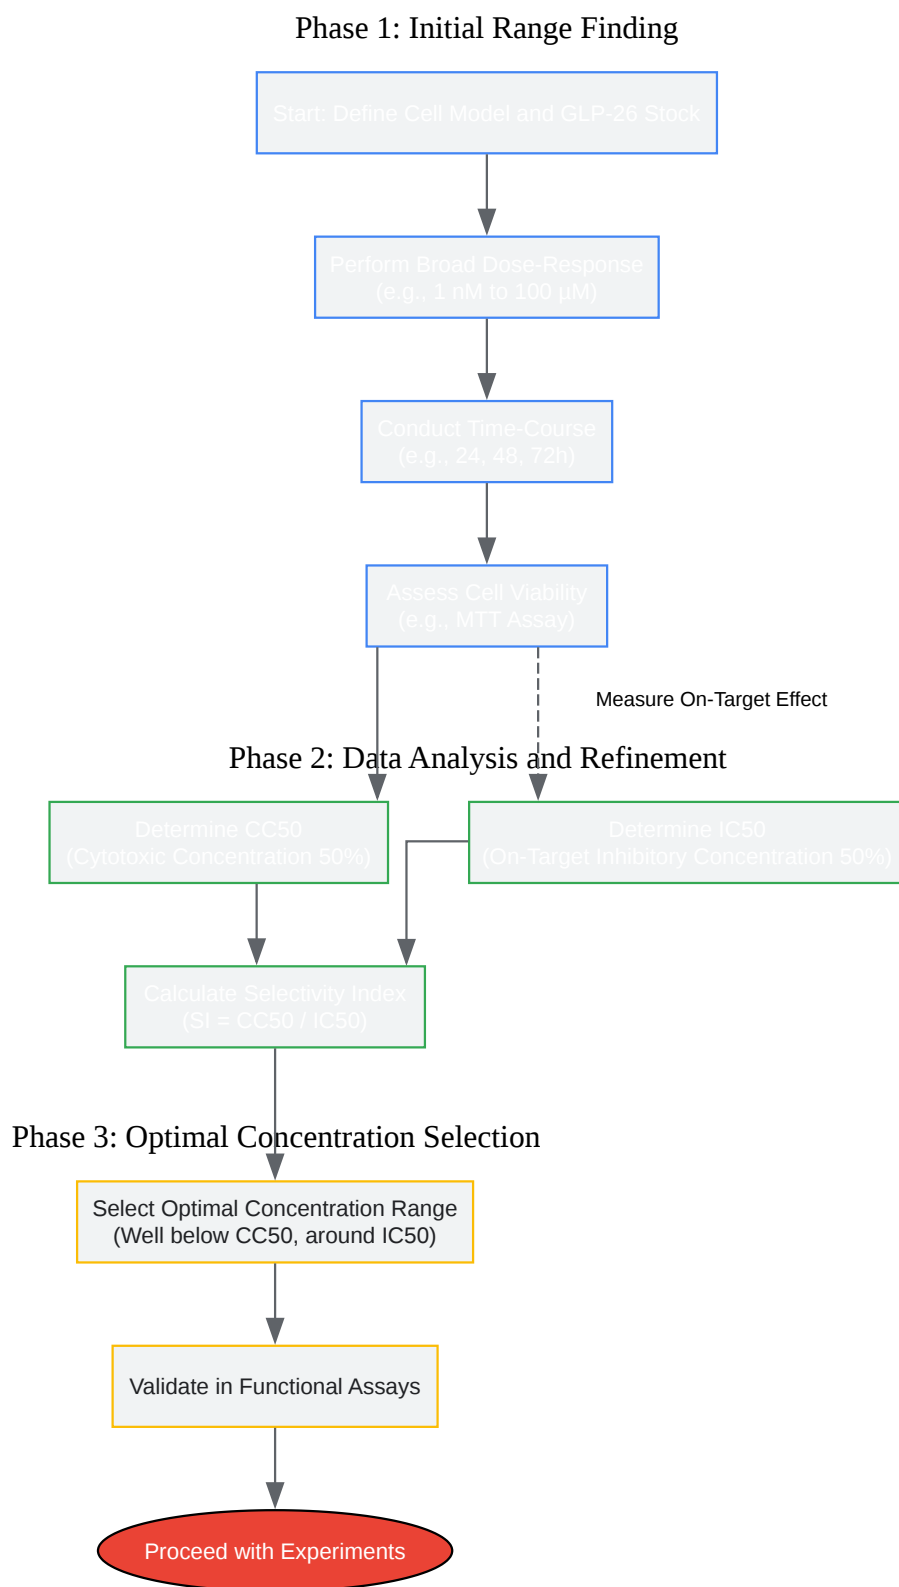 Phase 1: Initial Range Finding
Start: Define Cell Model and GLP-26 Stock
Perform Broad Dose-Response
(e.g., 1 nM to 100 µM)
Conduct Time-Course
(e.g., 24, 48, 72h)
Assess Cell Viability
(e.g., MTT Assay)
Measure On-Target Effect
Phase 2: Data Analysis and Refinement
Determine CC50
(Cytotoxic Concentration 50%)
Determine IC50
(On-Target Inhibitory Concentration 50%)
Calculate Selectivity Index
(SI = CC50 / IC50)
Phase 3: Optimal Concentration Selection
Select Optimal Concentration Range
(Well below CC50, around IC50)
Validate in Functional Assays
Proceed with Experiments